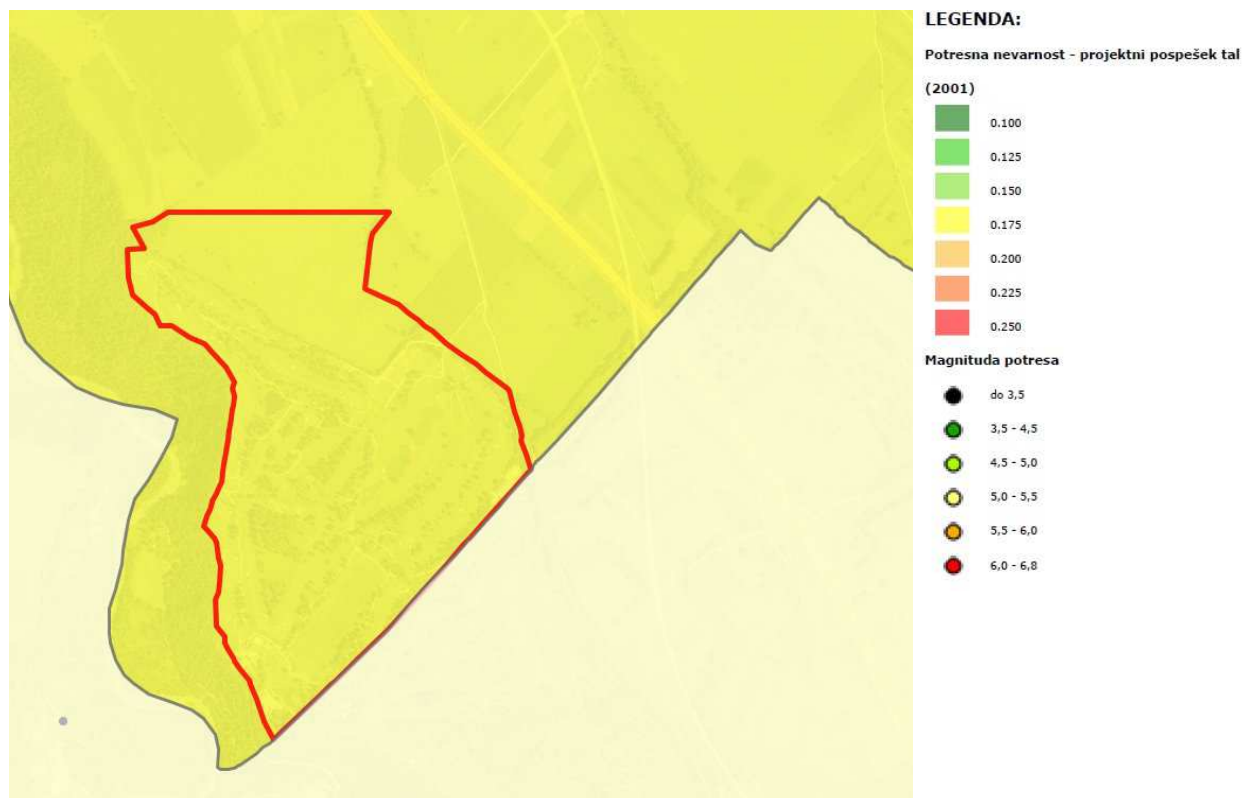 LEGENDA:
Potresna nevarnost - projektni pospešek tal
(2001)
0.100
0.125
0.150
0.175
0.200
0.225
0.250
Magnituda potresa
do 3,5
3,5 - 4,5
4,5 - 5,0
5,0 - 5,5
5,5 - 6,0
6,0 - 6,8